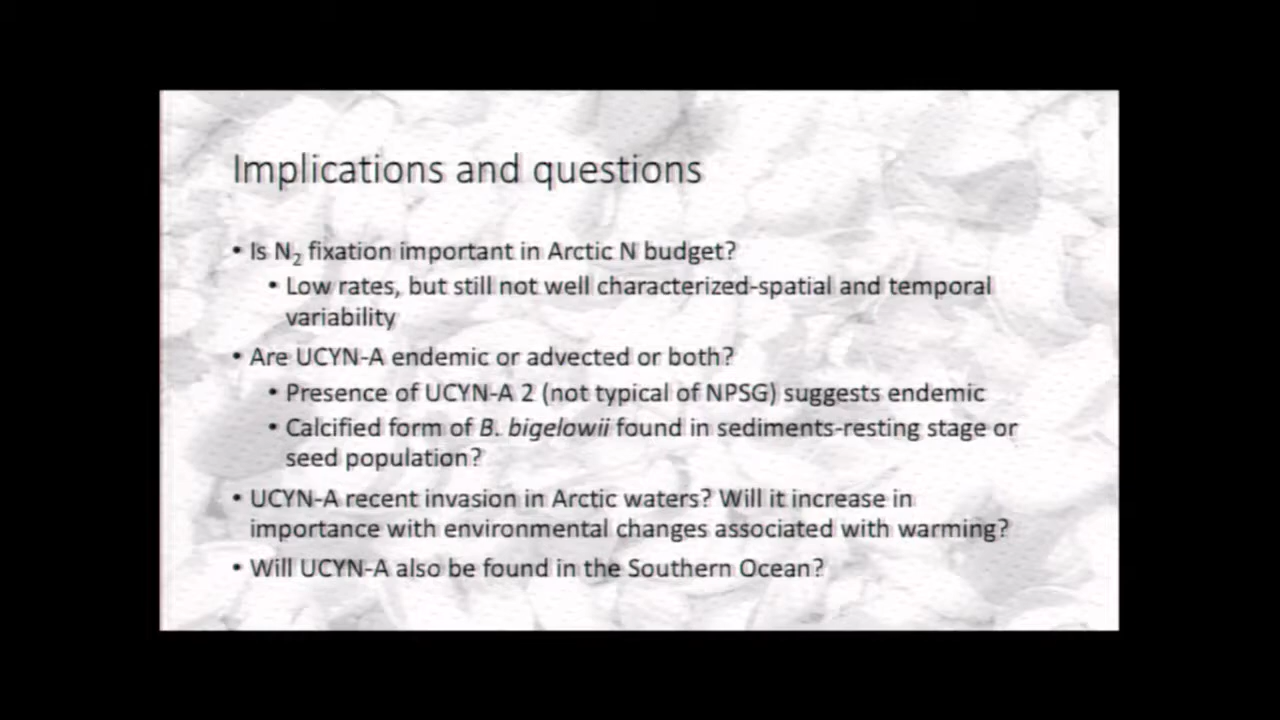 Implications and questions
• Is N₂ fixation important in Arctic N budget?
• Low rates, but still not well characterized-spatial and temporal
variability
• Are UCYN-A endemic or advected or both?
• Presence of UCYN-A 2 (not typical of NPSG) suggests endemic
• Calcified form of B. bigelowii found in sediments-resting stage or
seed population?
• UCYN-A recent invasion in Arctic waters? Will it increase in
importance with environmental changes associated with warming?
• Will UCYN-A also be found in the Southern Ocean?